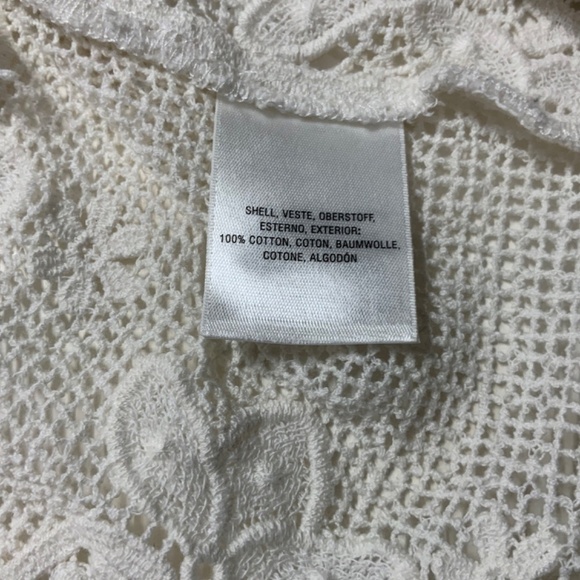 SHELL, VESTE, OBERSTOFF,
ESTERNO, EXTERIOR:
100% COTTON, COTON, BAUMWOLLE,
COTONE, ALGODÓN